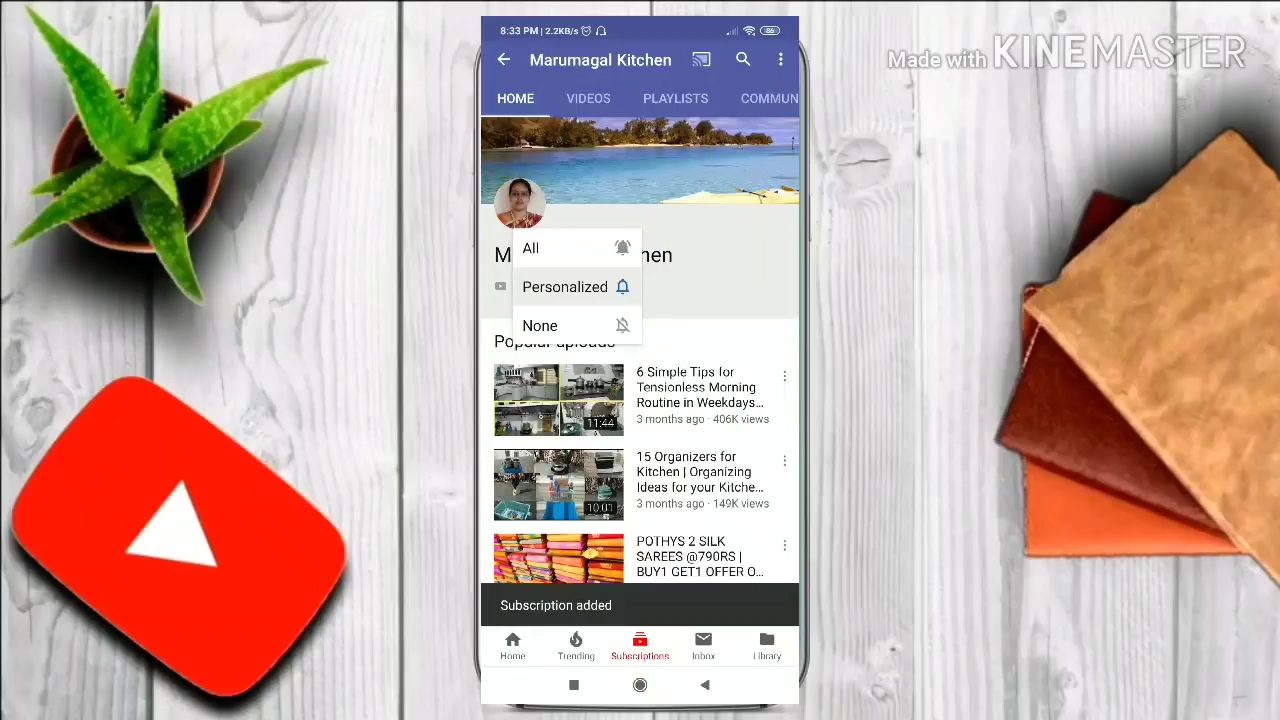 8:33 PM | 2.2KB/s
86
Made with KINEMASTER
Marumagal Kitchen
HOME VIDEOS PLAYLISTS COMMUN
All
M hen
Personalized
None
Popular uploads
6 Simple Tips for
Tensionless Morning
Routine in Weekdays...
3 months ago · 406K views
11:44
15 Organizers for
Kitchen | Organizing
Ideas for your Kitche...
3 months ago · 149K views
10:01
POTHYS 2 SILK
SAREES @790RS |
BUY1 GET1 OFFER O...
Subscription added
Home Trending Subscriptions Inbox Library